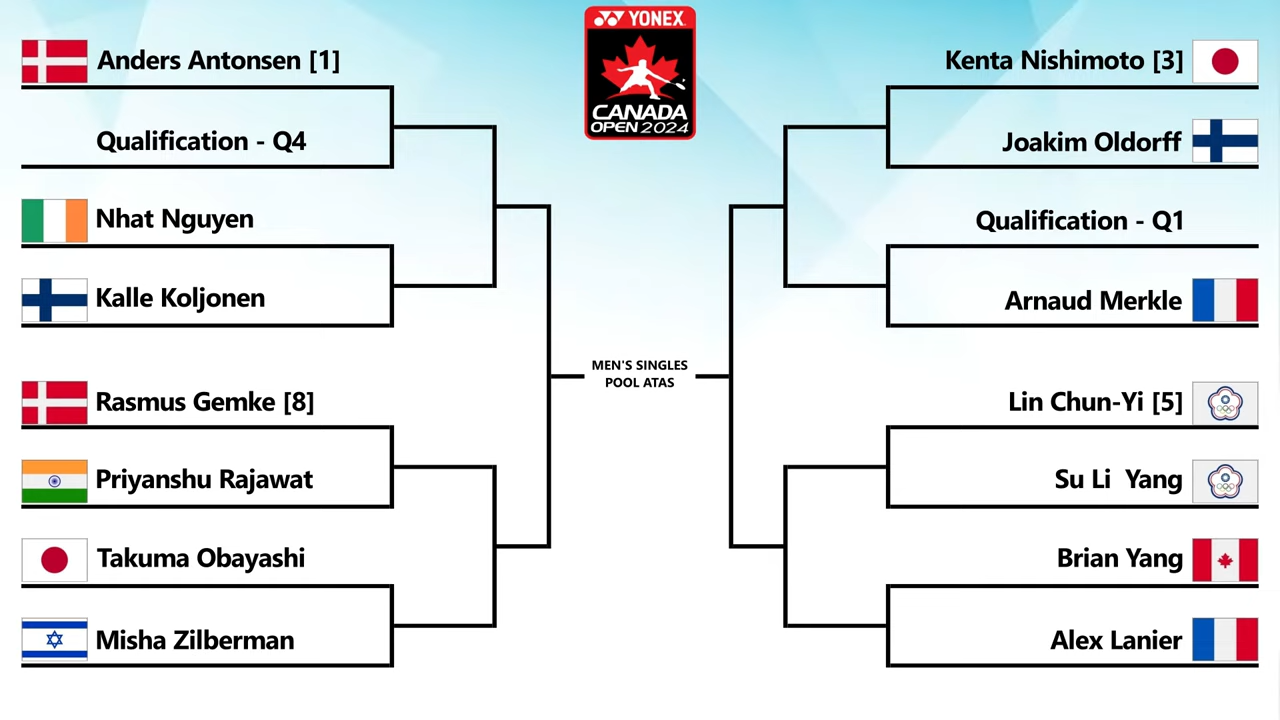 YONEX
CANADA
OPEN 2024
Anders Antonsen [1]
Qualification - Q4
Nhat Nguyen
Kalle Koljonen
Rasmus Gemke [8]
Priyanshu Rajawat
Takuma Obayashi
Misha Zilberman
MEN'S SINGLES
POOL ATAS
Kenta Nishimoto [3]
Joakim Oldorff
Qualification - Q1
Arnaud Merkle
Lin Chun-Yi [5]
Su Li  Yang
Brian Yang
Alex Lanier